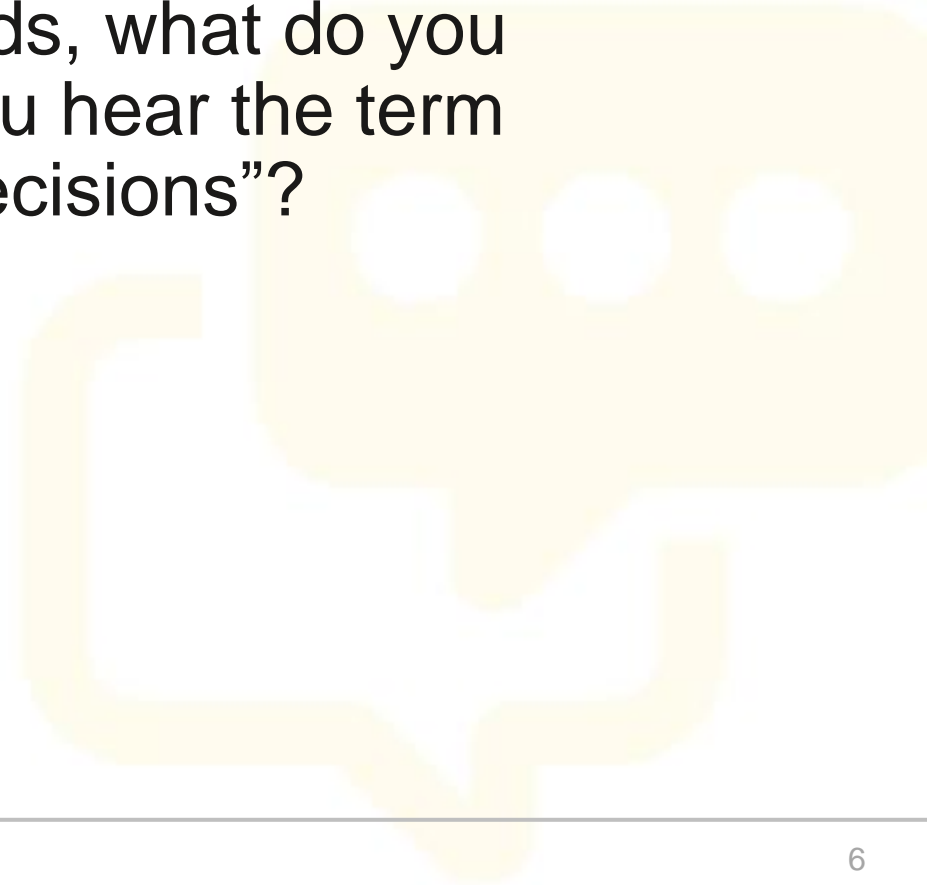 ds, what do you
u hear the term
ecisions”?
6